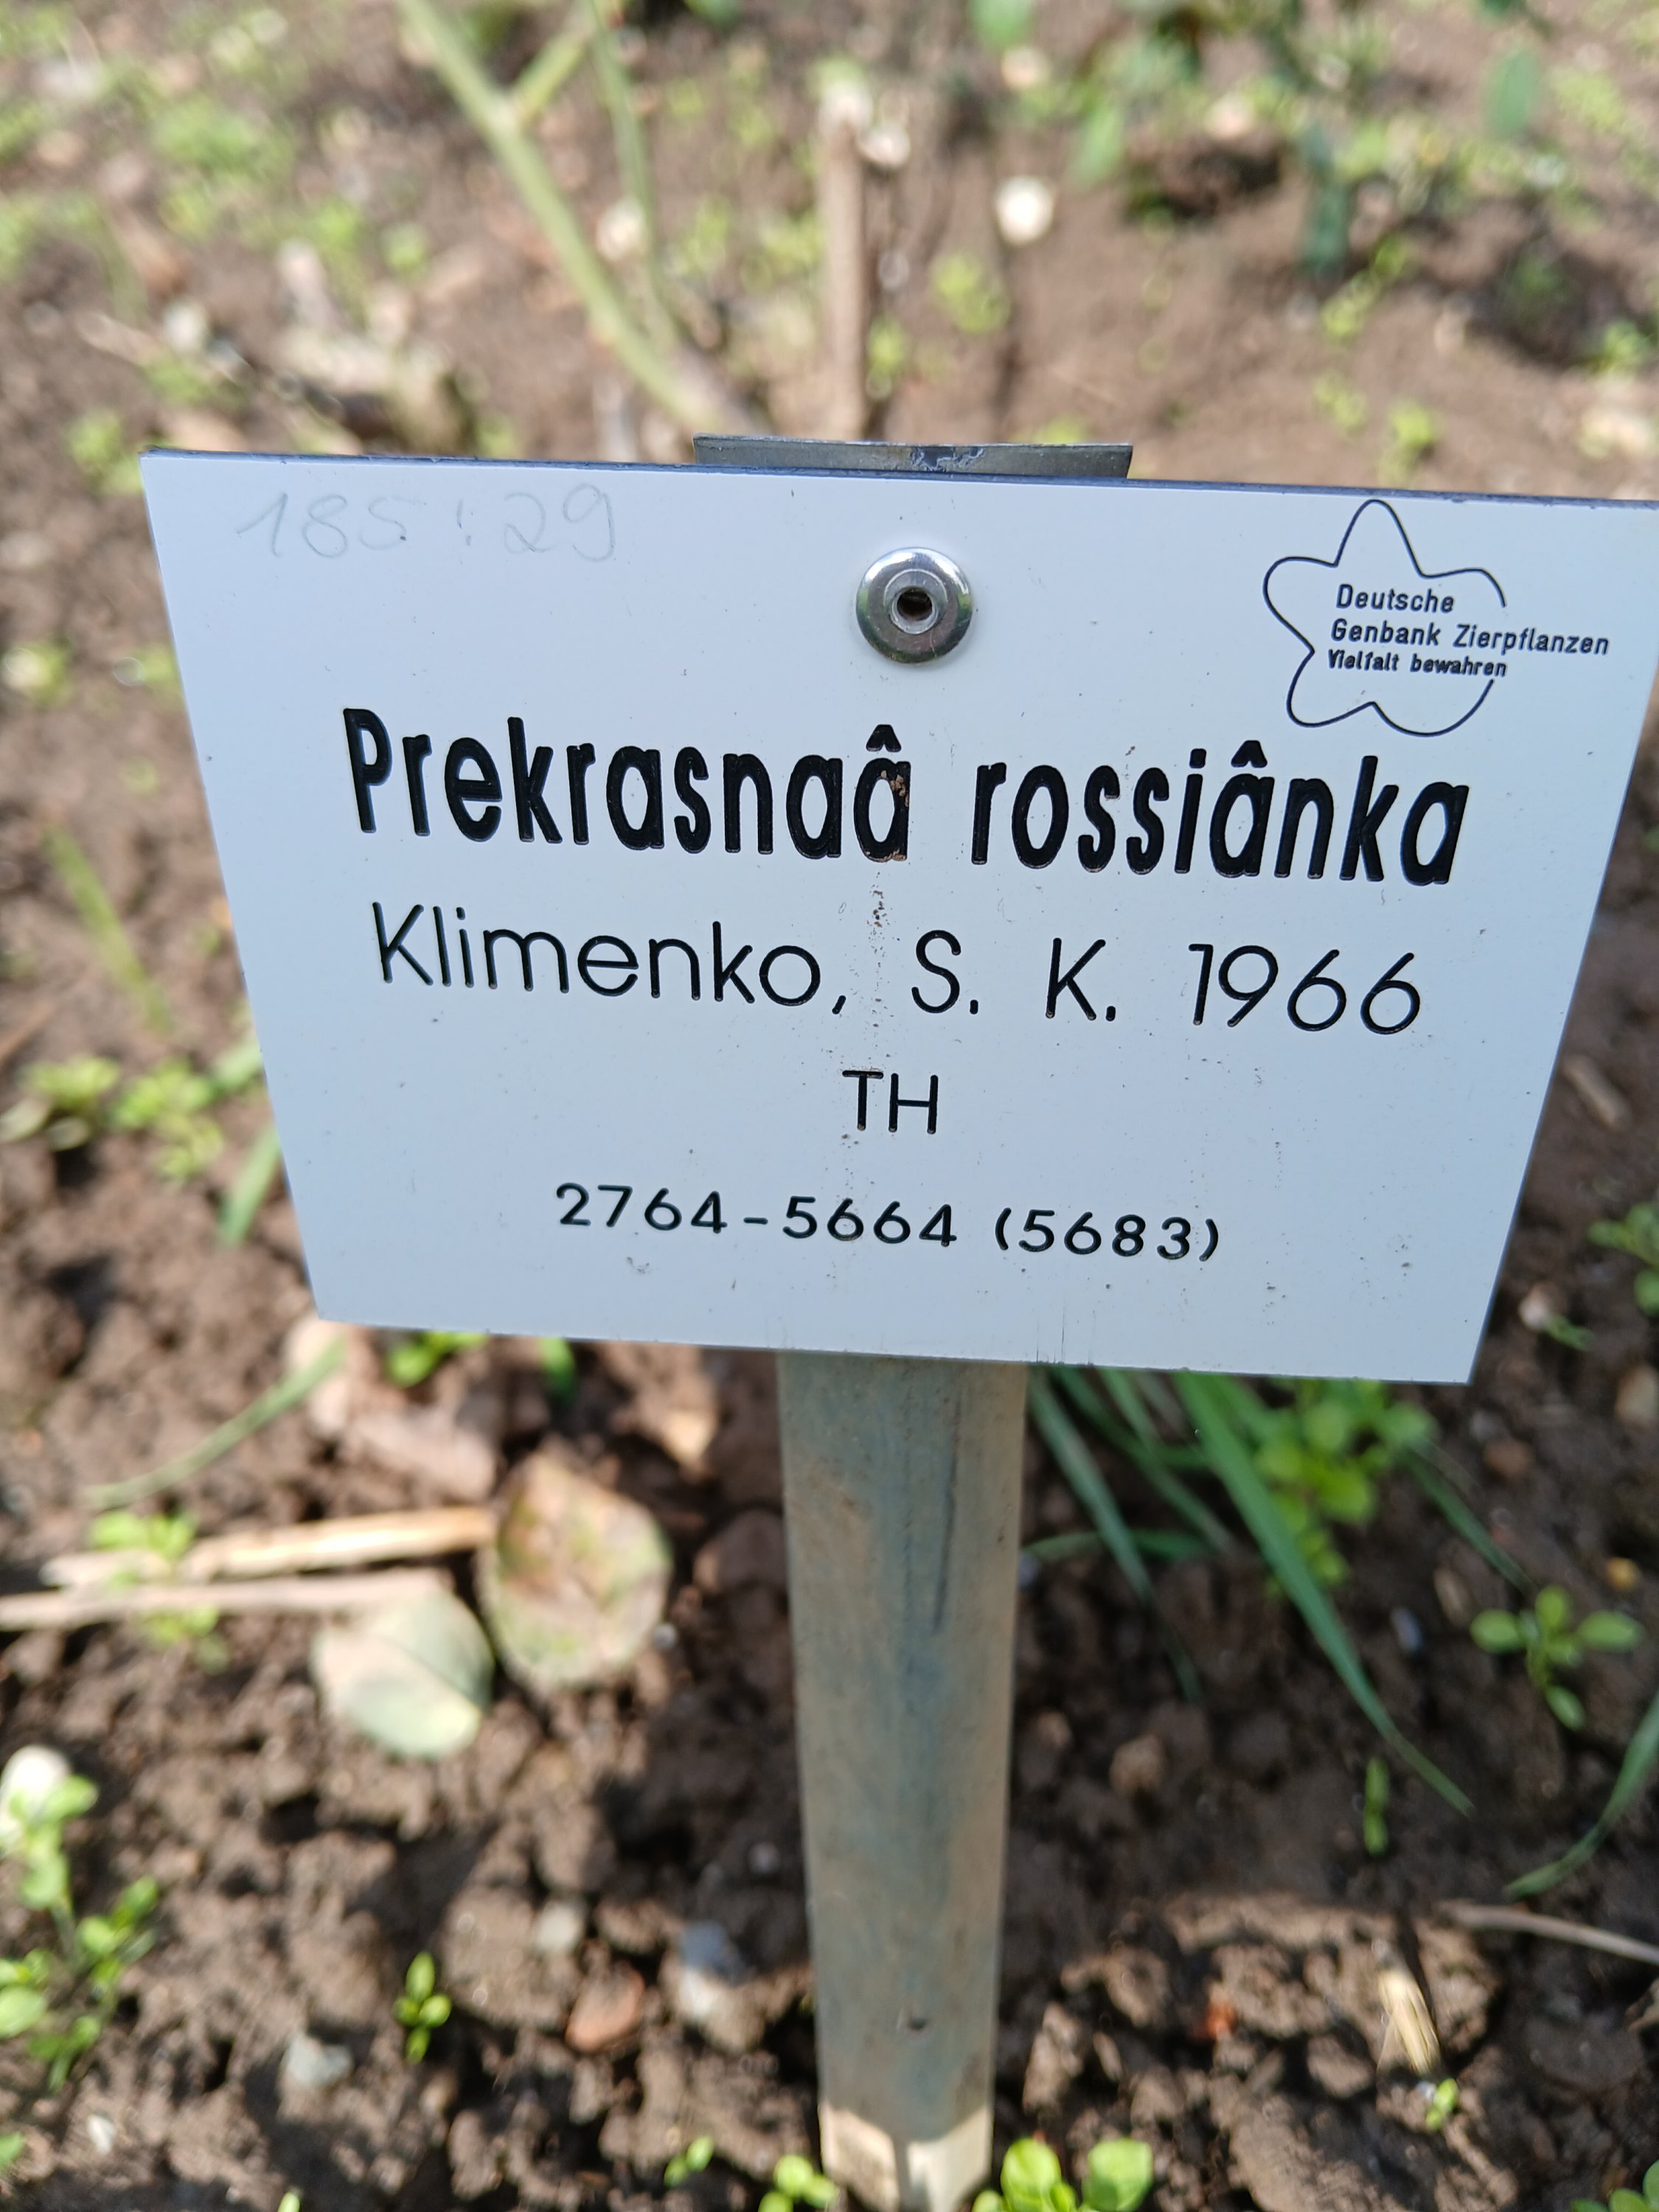 185:29
Deutsche
Genbank Zierpflanzen
Vielfalt bewahren
Prekrasnaâ rossiânka
Klimenko, S. K. 1966
TH
2764-5664 (5683)